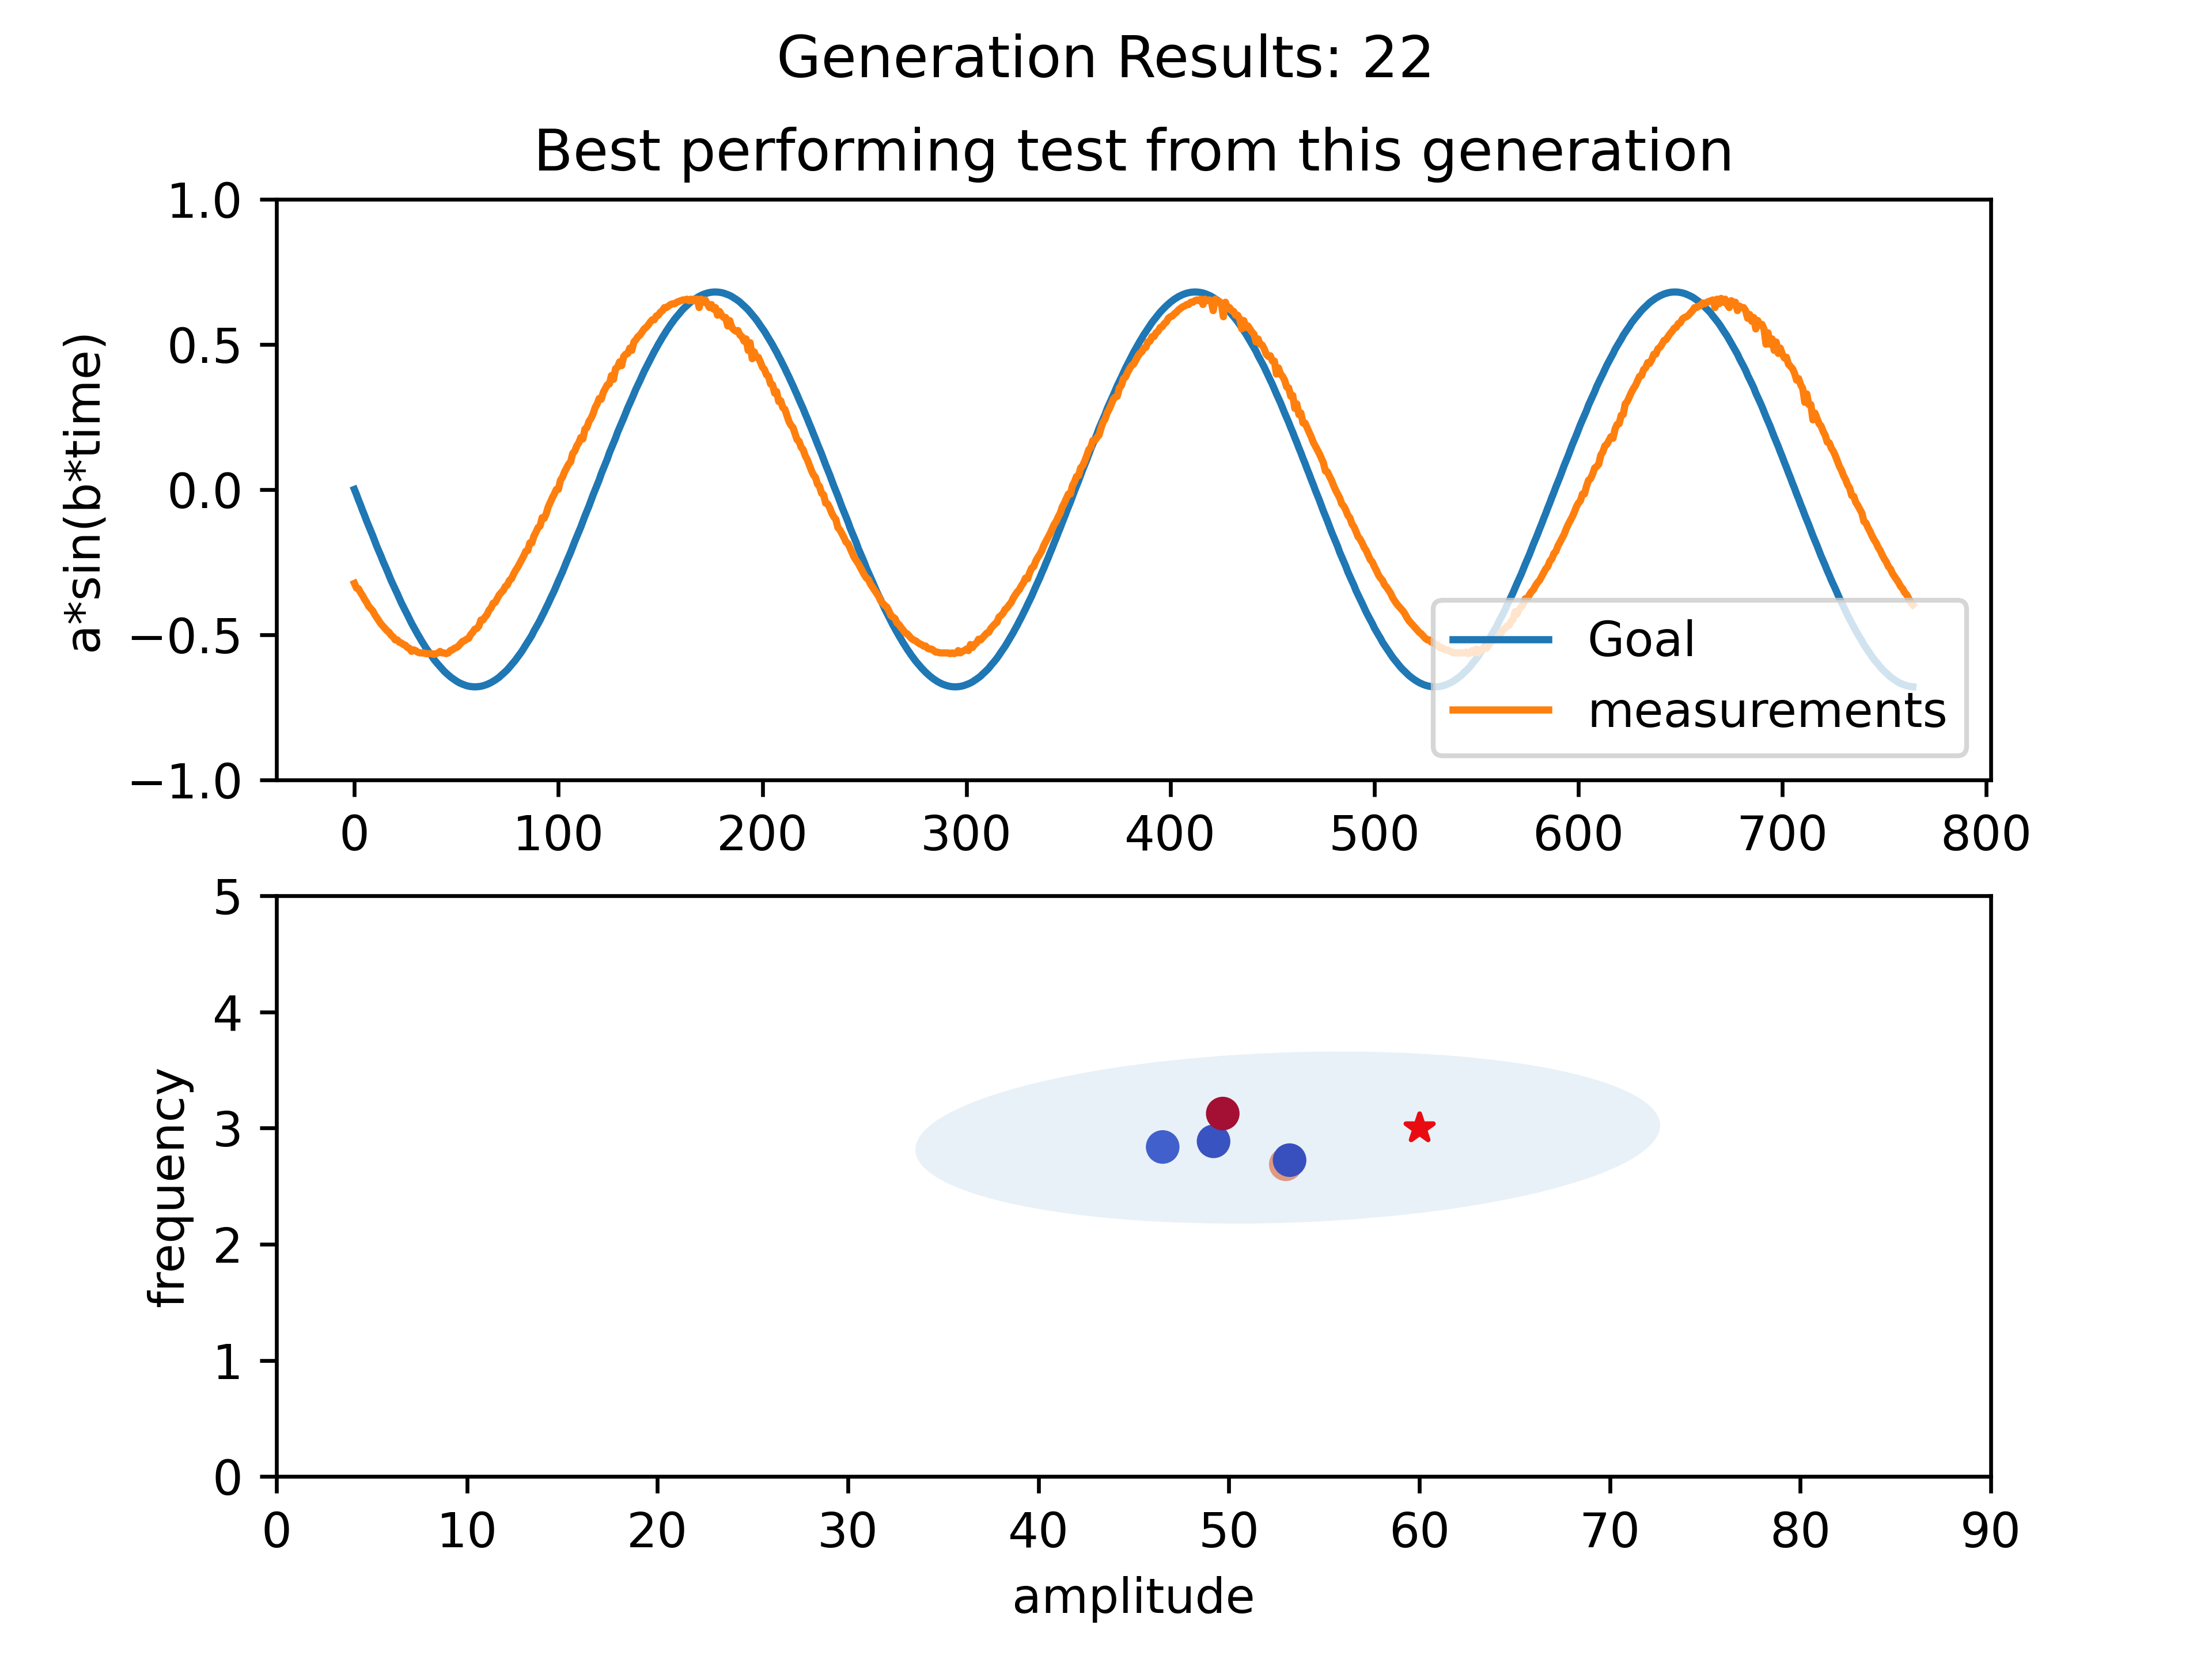 Generation Results: 22
Best performing test from this generation
1.0
0.5
0.0
−0.5
−1.0
a*sin(b*time)
Goal
measurements
0 100 200 300 400 500 600 700 800
5
4
3
2
1
0
frequency
0 10 20 30 40 50 60 70 80 90
amplitude